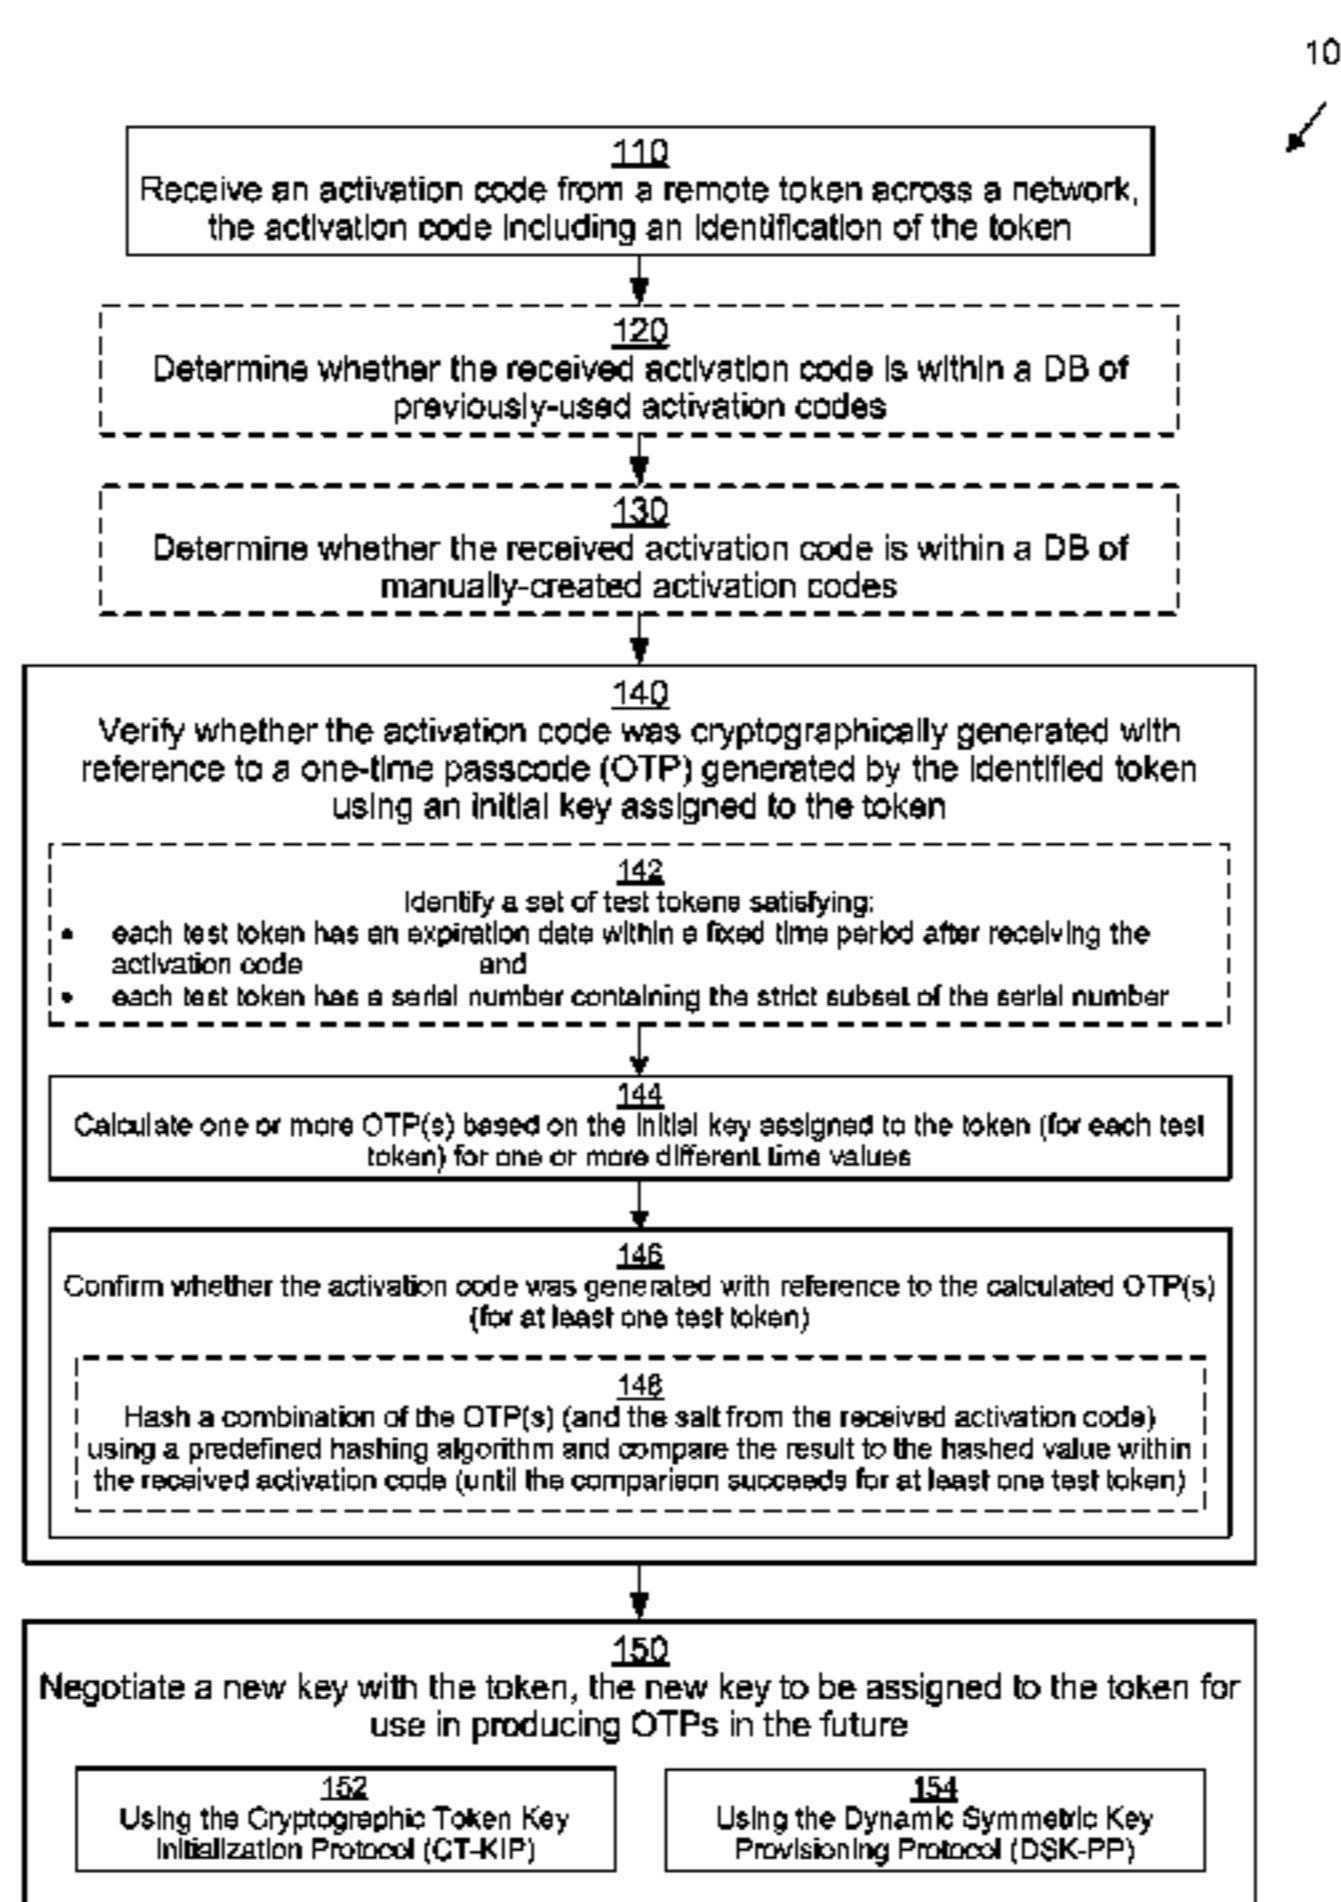 10
110
Receive an activation code from a remote token across a network,
the activation code including an identification of the token
120
Determine whether the received activation code is within a DB of
previously-used activation codes
130
Determine whether the received activation code is within a DB of
manually-created activation codes
140
Verify whether the activation code was cryptographically generated with
reference to a one-time passcode (OTP) generated by the identified token
using an initial key assigned to the token
142
Identify a set of test tokens satisfying:
• each test token has an expiration date within a fixed time period after receiving the
activation code and
• each test token has a serial number containing the strict subset of the serial number
144
Calculate one or more OTP(s) based on the initial key assigned to the token (for each test
token) for one or more different time values
146
Confirm whether the activation code was generated with reference to the calculated OTP(s)
(for at least one test token)
148
Hash a combination of the OTP(s) (and the salt from the received activation code)
using a predefined hashing algorithm and compare the result to the hashed value within
the received activation code (until the comparison succeeds for at least one test token)
150
Negotiate a new key with the token, the new key to be assigned to the token for
use in producing OTPs in the future
152
Using the Cryptographic Token Key
Initialization Protocol (CT-KIP)
154
Using the Dynamic Symmetric Key
Provisioning Protocol (DSK-PP)